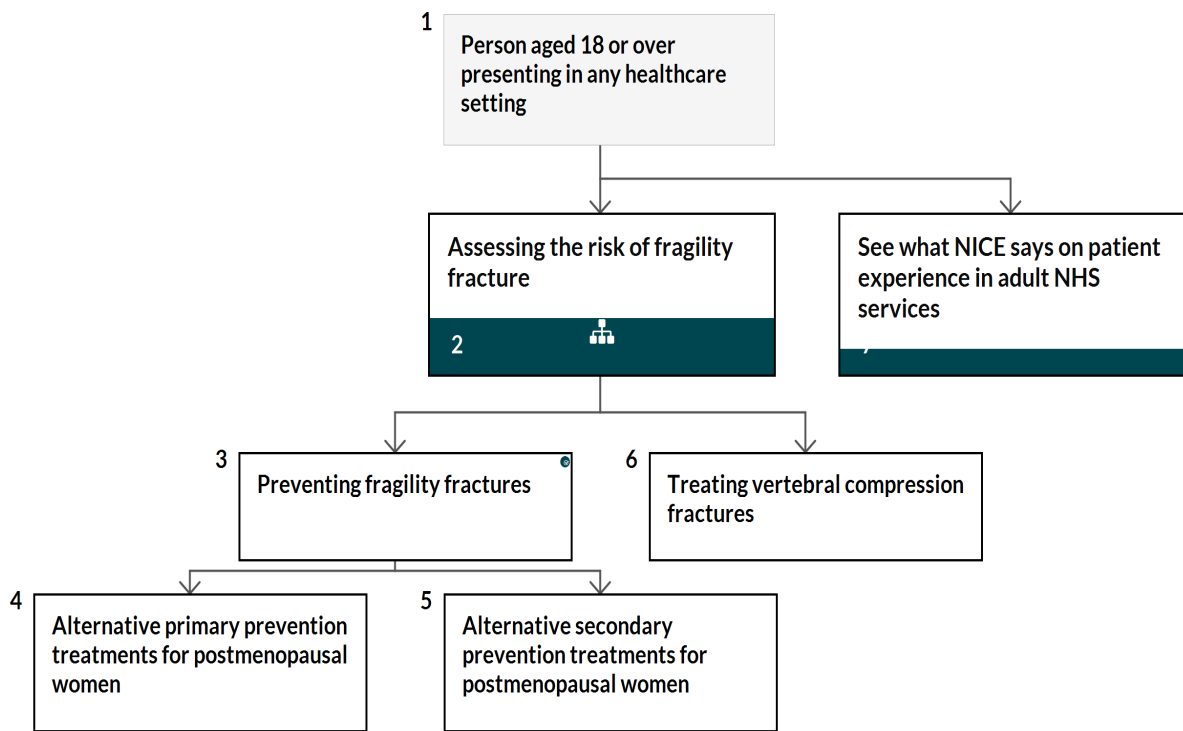 1
Person aged 18 or over
presenting in any healthcare
setting
Assessing the risk of fragility
fracture
2
See what NICE says on patient
experience in adult NHS
services
3
Preventing fragility fractures
6
Treating vertebral compression
fractures
4
Alternative primary prevention
treatments for postmenopausal
women
5
Alternative secondary
prevention treatments for
postmenopausal women